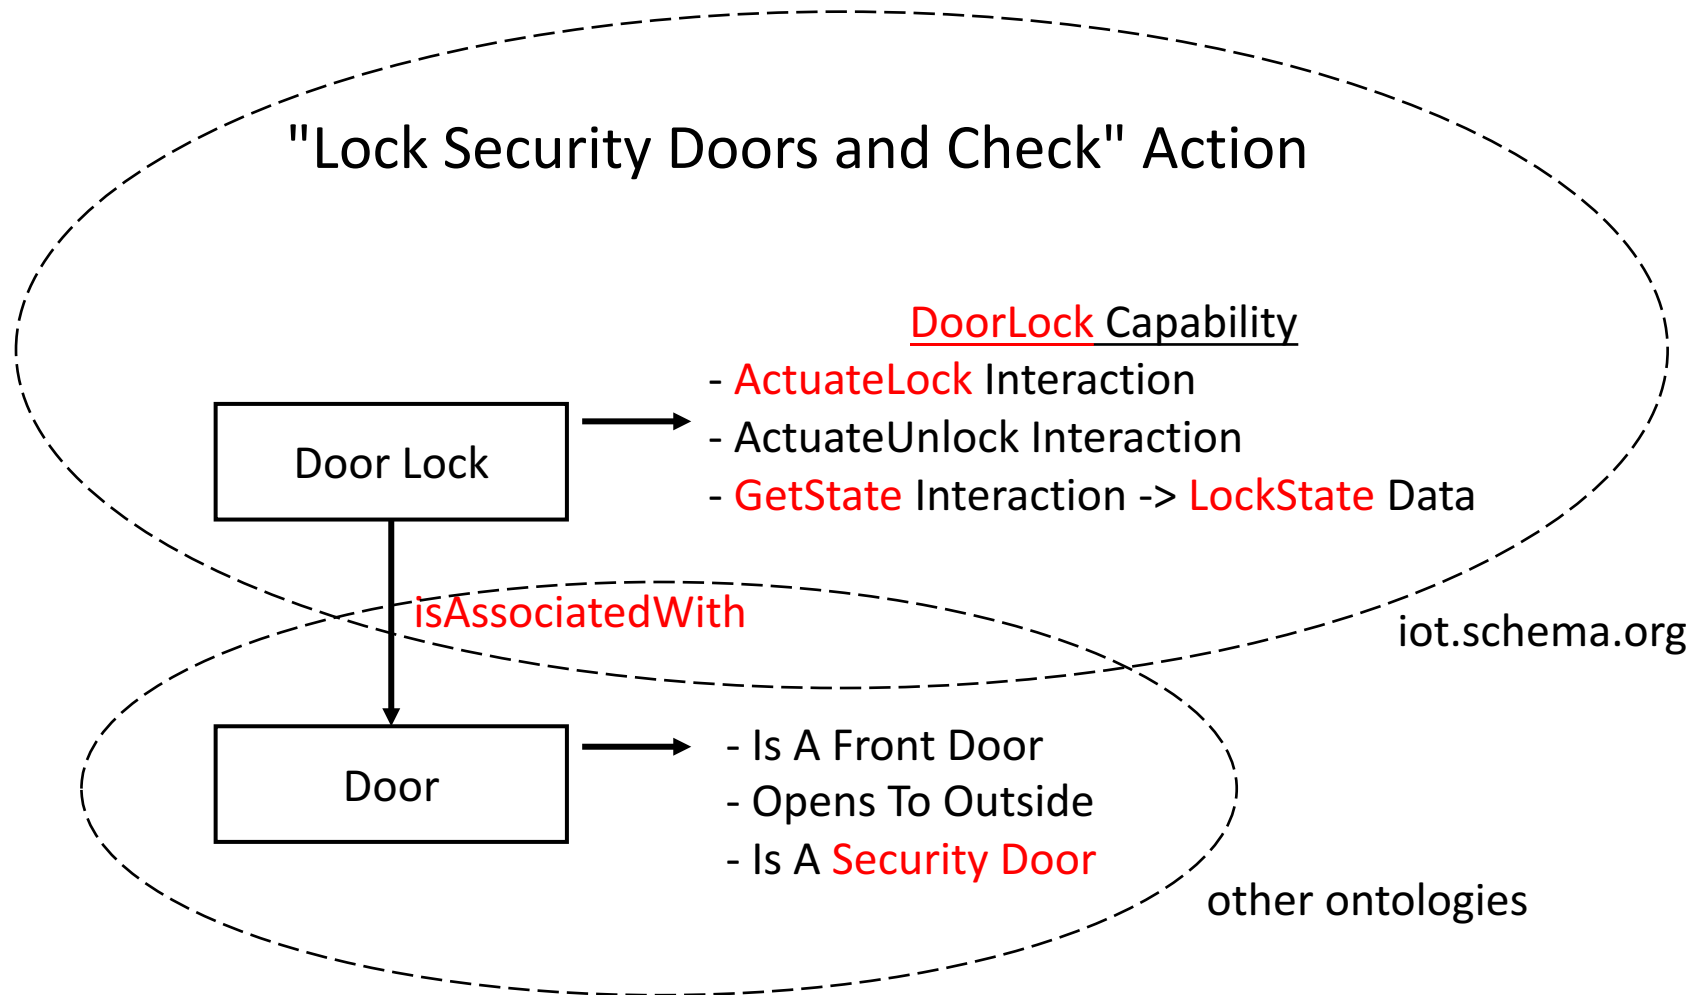 "Lock Security Doors and Check" Action
DoorLock Capability
- ActuateLock Interaction
- ActuateUnlock Interaction
- GetState Interaction -> LockState Data
Door Lock
isAssociatedWith
iot.schema.org
Door
- Is A Front Door
- Opens To Outside
- Is A Security Door
other ontologies